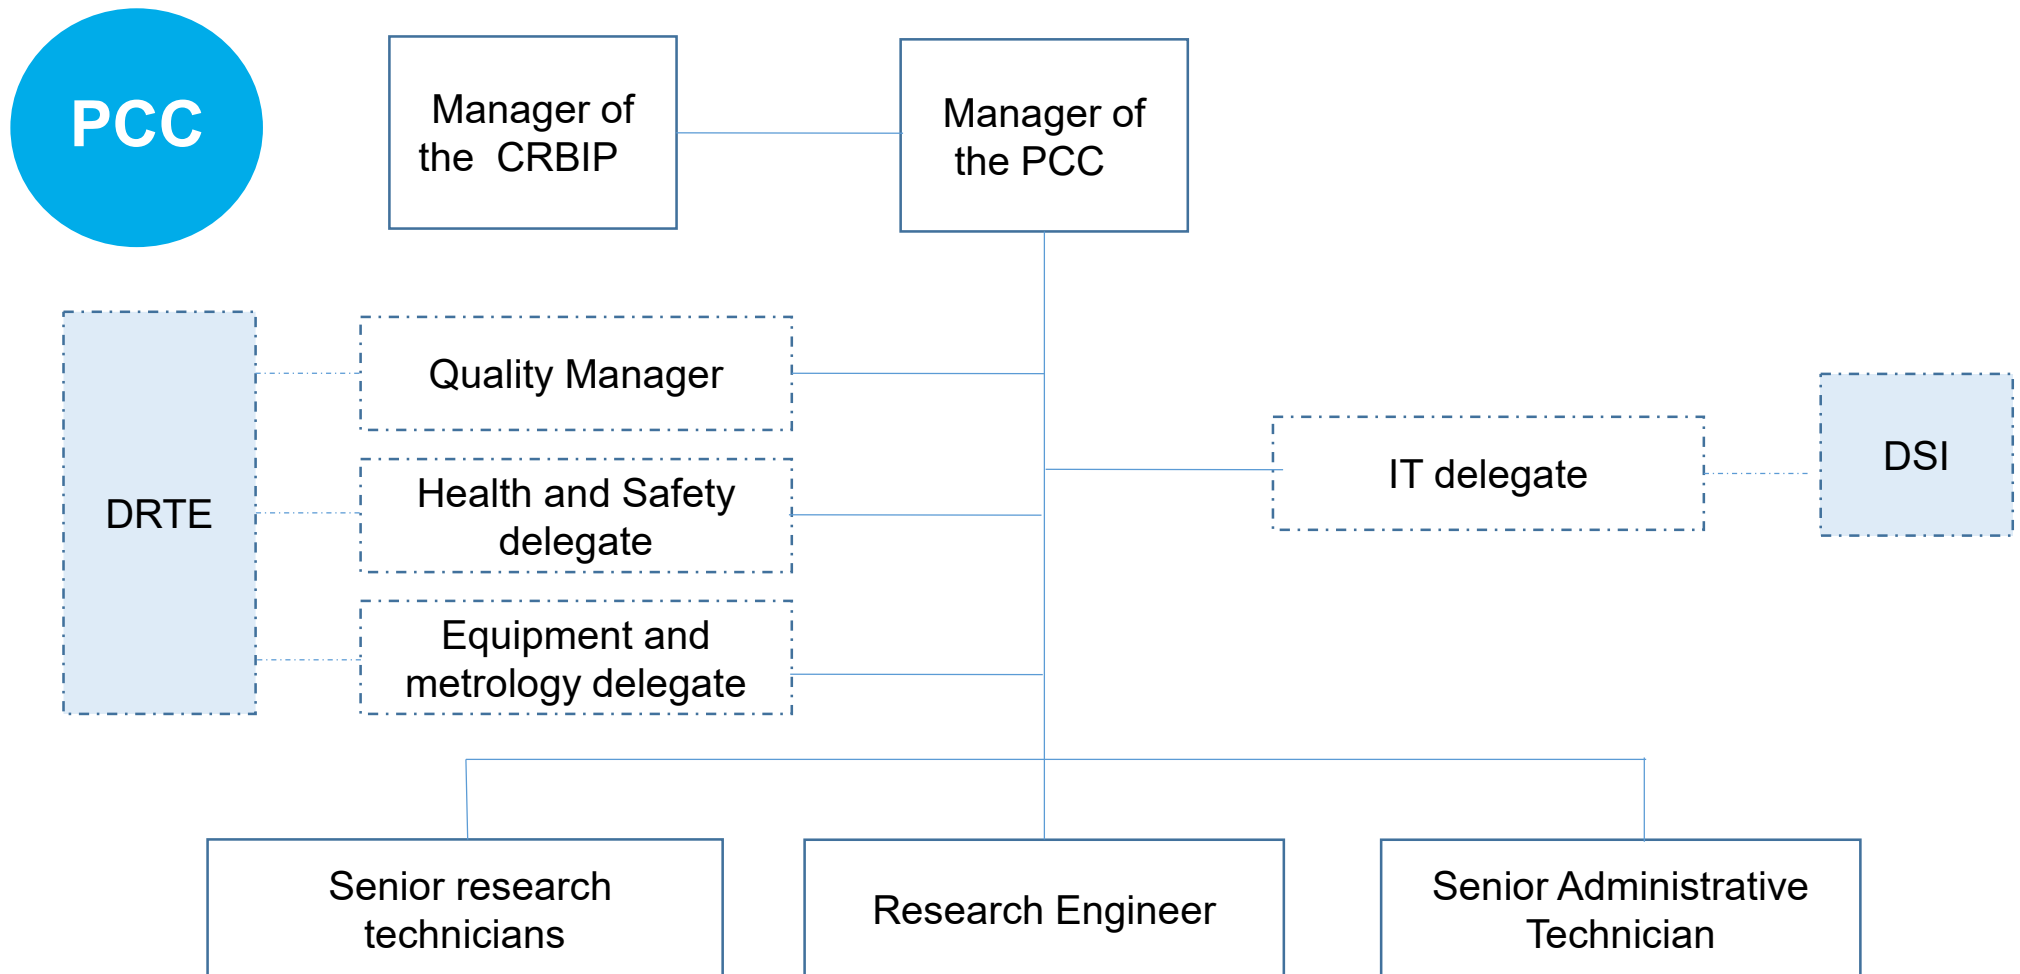 PCC
Manager of
the CRBIP
Manager of
the PCC
Quality Manager
Health and Safety
delegate
Equipment and
metrology delegate
DRTE
IT delegate
DSI
Senior research
technicians
Research Engineer
Senior Administrative
Technician